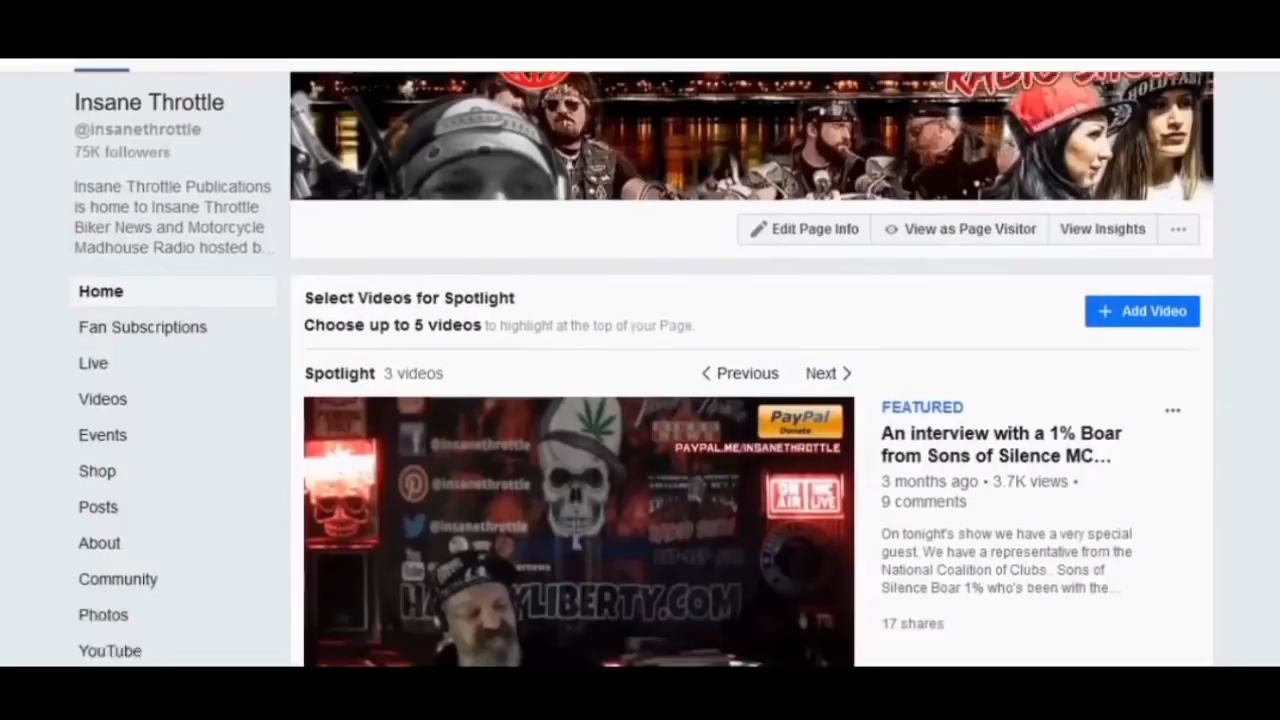 RADIO SHOW
Insane Throttle
@insanethrottle
75K followers
Insane Throttle Publications
is home to Insane Throttle
Biker News and Motorcycle
Madhouse Radio hosted b...
Edit Page Info
View as Page Visitor
View Insights
Home
Fan Subscriptions
Live
Videos
Events
Shop
Posts
About
Community
Photos
YouTube
Select Videos for Spotlight
Choose up to 5 videos to highlight at the top of your Page.
+ Add Video
Spotlight 3 videos
Previous
Next
PayPal
Donate
PAYPAL.ME/INSANETHROTTLE
@insanethrottle
@insanethrottle
@insanethrottle
ON AIR
LIVE
LIBERTY.COM
FEATURED
An interview with a 1% Boar
from Sons of Silence MC...
3 months ago • 3.7K views •
9 comments
On tonight's show we have a very special
guest. We have a representative from the
National Coalition of Clubs . Sons of
Silence Boar 1% who's been with the...
17 shares